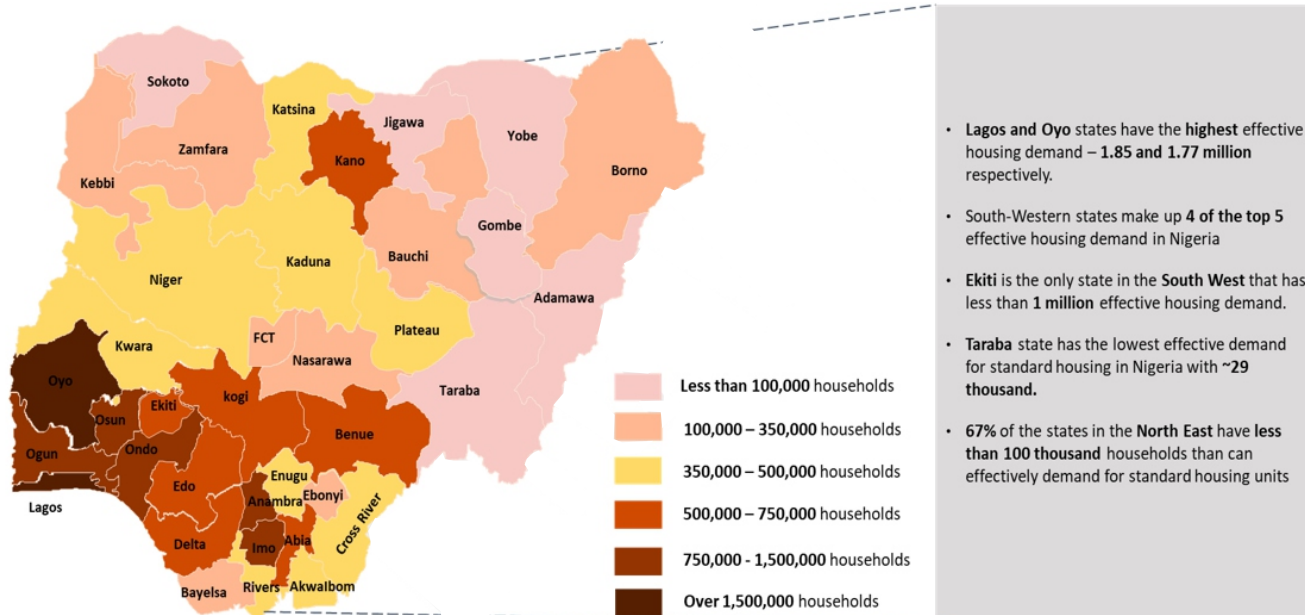 Sokoto
Katsina
Jigawa
Yobe
Zamfara
Kano
Borno
Kebbi
Gombe
Bauchi
Kaduna
Niger
Adamawa
Plateau
FCT
Kwara
Nasarawa
Oyo
Taraba
kogi
Ekiti
Osun
Benue
Ogun
Ondo
Enugu
Edo
Anambra
Ebonyi
Lagos
Cross River
Delta
Imo
Abia
Bayelsa
Rivers
AkwaIbom
Less than 100,000 households
100,000 – 350,000 households
350,000 – 500,000 households
500,000 – 750,000 households
750,000 - 1,500,000 households
Over 1,500,000 households
• Lagos and Oyo states have the highest effective
housing demand – 1.85 and 1.77 million
respectively.
• South-Western states make up 4 of the top 5
effective housing demand in Nigeria
• Ekiti is the only state in the South West that has
less than 1 million effective housing demand.
• Taraba state has the lowest effective demand
for standard housing in Nigeria with ~29
thousand.
• 67% of the states in the North East have less
than 100 thousand households than can
effectively demand for standard housing units